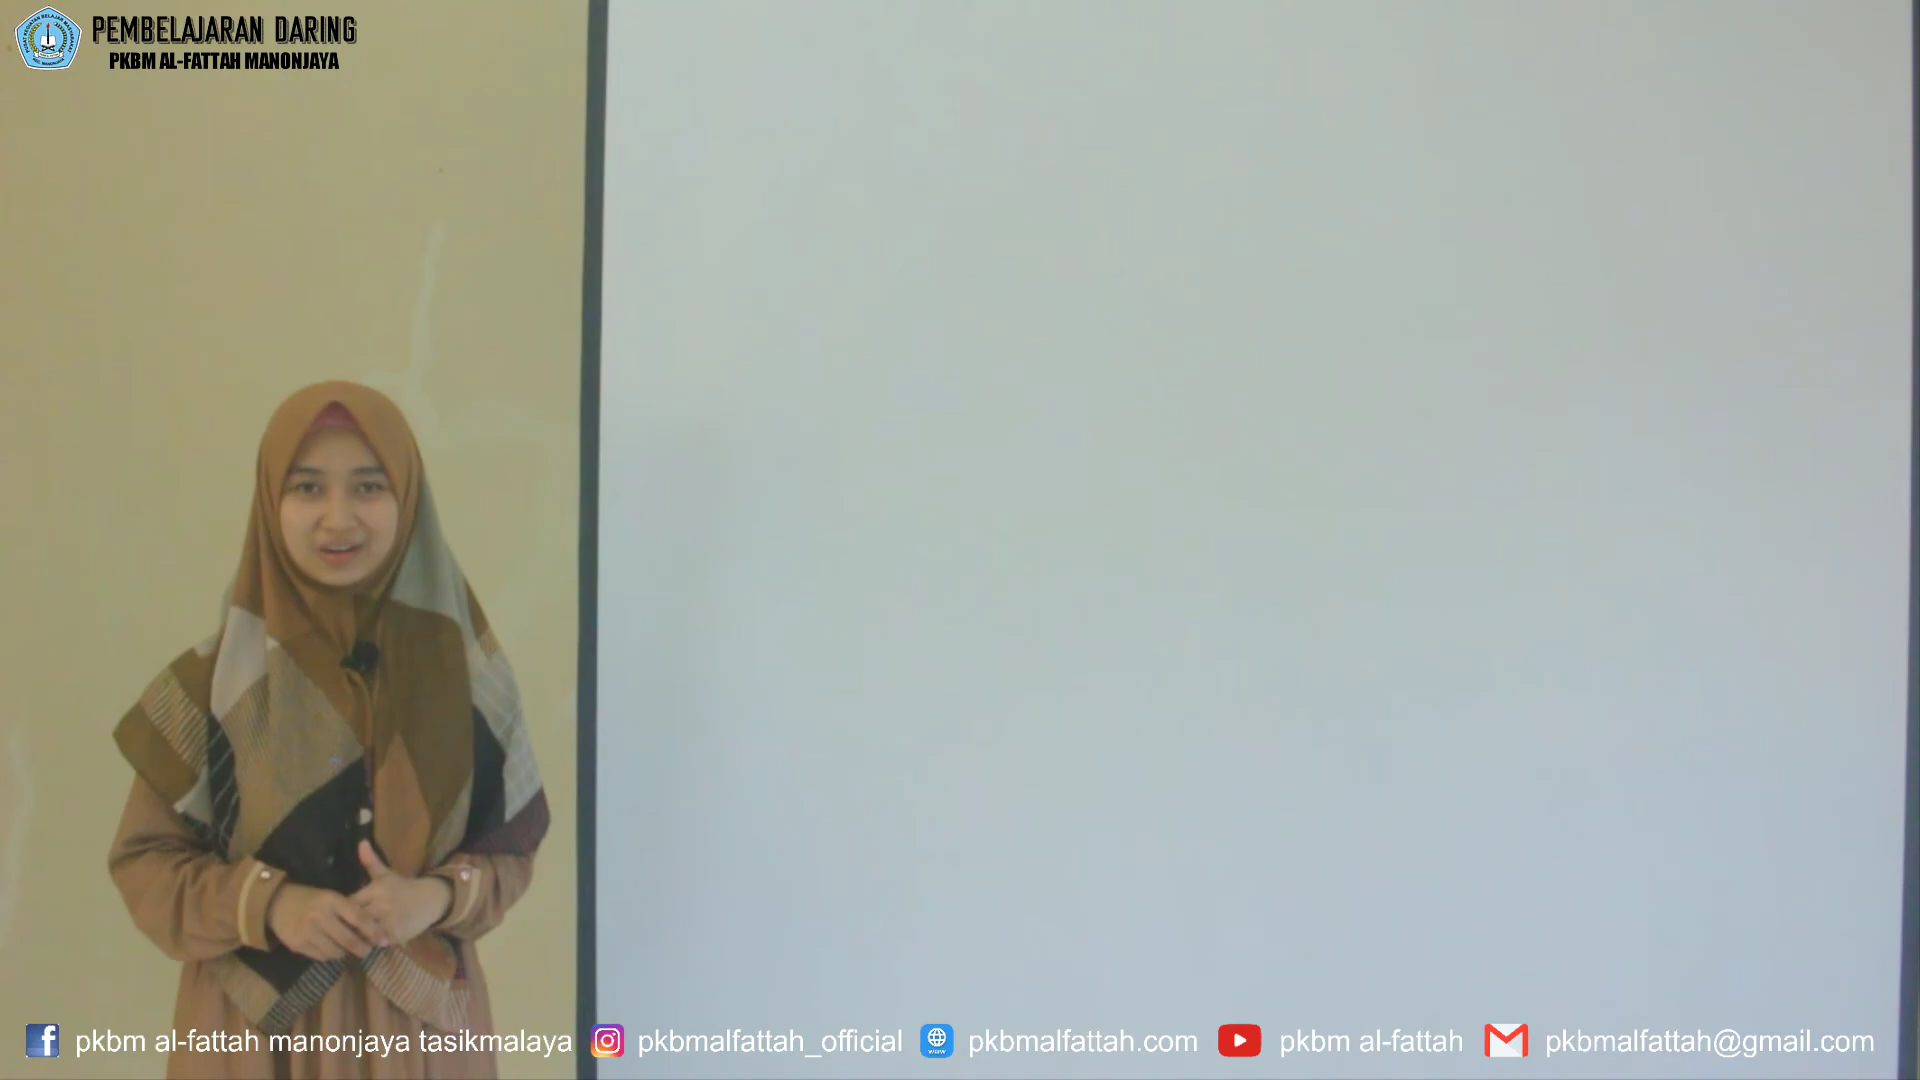 PEMBELAJARAN DARING
PKBM AL-FATTAH MANONJAYA
pkbm al-fattah manonjaya tasikmalaya pkbmalfattah_official pkbmalfattah.com pkbm al-fattah pkbmalfattah@gmail.com